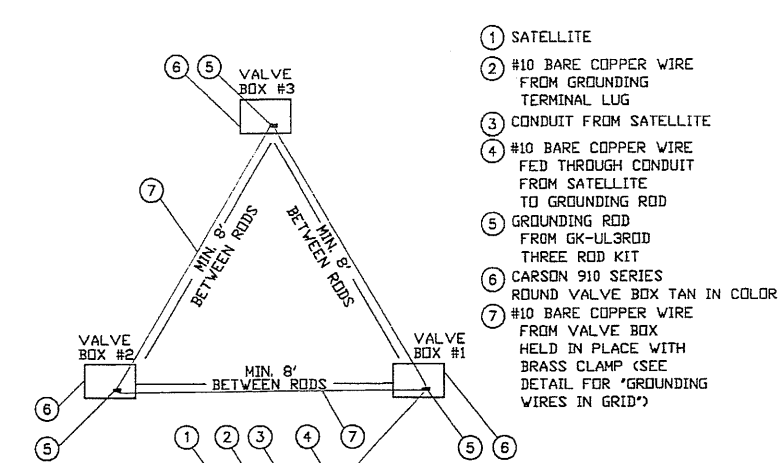 6 5
VALVE
BOX #3
7
MIN. 8'
BETWEEN RODS
MIN. 8'
BETWEEN RODS
VALVE
BOX #2
VALVE
BOX #1
MIN. 8'
BETWEEN RODS
6
5
1 2 3 4 7
5 6
1 SATELLITE
2 #10 BARE COPPER WIRE
FROM GROUNDING
TERMINAL LUG
3 CONDUIT FROM SATELLITE
4 #10 BARE COPPER WIRE
FED THROUGH CONDUIT
FROM SATELLITE
TO GROUNDING ROD
5 GROUNDING ROD
FROM GK-UL3ROD
THREE ROD KIT
6 CARSON 910 SERIES
ROUND VALVE BOX TAN IN COLOR
7 #10 BARE COPPER WIRE
FROM VALVE BOX
HELD IN PLACE WITH
BRASS CLAMP (SEE
DETAIL FOR "GROUNDING
WIRES IN GRID")